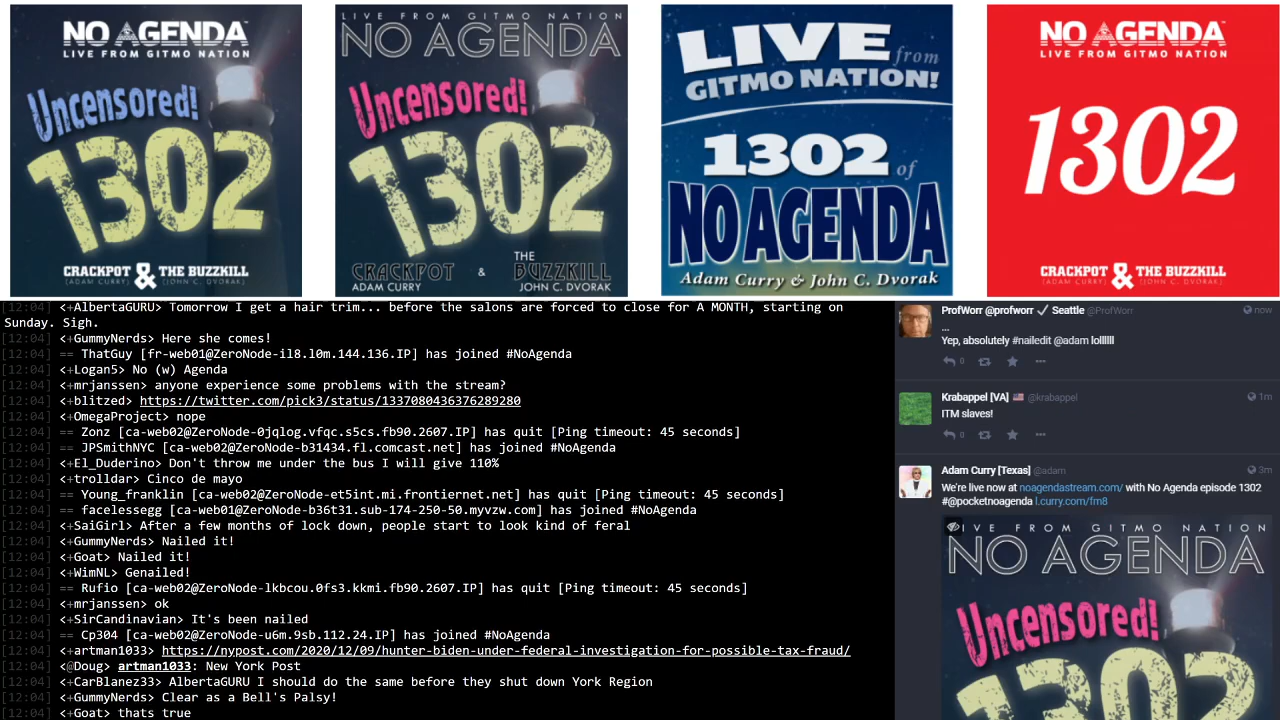 NO AGENDA
LIVE FROM GITMO NATION
Uncensored!
1302
CRACKPOT & THE BUZZKILL
(ADAM CURRY) (JOHN C. DVORAK)
LIVE FROM GITMO NATION
NO AGENDA
Uncensored!
1302
CRACKPOT & THE BUZZKILL
ADAM CURRY JOHN C. DVORAK
LIVE from
GITMO NATION!
1302 of
NO AGENDA
Adam Curry & John C. Dvorak
NO AGENDA
LIVE FROM GITMO NATION
1302
CRACKPOT & THE BUZZKILL
(ADAM CURRY) (JOHN C. DVORAK)
[12:04] <+AlbertaGURU> Tomorrow I get a hair trim... before the salons are forced to close for A MONTH, starting on
Sunday. Sigh.
[12:04] <+GummyNerds> Here she comes!
[12:04] == ThatGuy [fr-web01@ZeroNode-il8.l0m.144.136.IP] has joined #NoAgenda
[12:04] <+Logan5> No (w) Agenda
[12:04] <+mrjanssen> anyone experience some problems with the stream?
[12:04] <+blitzed> https://twitter.com/pick3/status/1337080436376289280
[12:04] <+OmegaProject> nope
[12:04] == Zonz [ca-web02@ZeroNode-0jqlog.vfqc.s5cs.fb90.2607.IP] has quit [Ping timeout: 45 seconds]
[12:04] == JPSmithNYC [ca-web02@ZeroNode-b31434.fl.comcast.net] has joined #NoAgenda
[12:04] <+El_Duderino> Don't throw me under the bus I will give 110%
[12:04] <+trolldar> Cinco de mayo
[12:04] == Young_franklin [ca-web02@ZeroNode-et5int.mi.frontiernet.net] has quit [Ping timeout: 45 seconds]
[12:04] == facelessegg [ca-web01@ZeroNode-b36t31.sub-174-250-50.myvzw.com] has joined #NoAgenda
[12:04] <+SaiGirl> After a few months of lock down, people start to look kind of feral
[12:04] <+GummyNerds> Nailed it!
[12:04] <+Goat> Nailed it!
[12:04] <+WimNL> Genailed!
[12:04] == Rufio [ca-web02@ZeroNode-lkbcou.0fs3.kkmi.fb90.2607.IP] has quit [Ping timeout: 45 seconds]
[12:04] <+mrjanssen> ok
[12:04] <+SirCandinavian> It's been nailed
[12:04] == Cp304 [ca-web02@ZeroNode-u6m.9sb.112.24.IP] has joined #NoAgenda
[12:04] <+artman1033> https://nypost.com/2020/12/09/hunter-biden-under-federal-investigation-for-possible-tax-fraud/
[12:04] <@Doug> artman1033: New York Post
[12:04] <+CarBlanez33> AlbertaGURU I should do the same before they shut down York Region
[12:04] <+GummyNerds> Clear as a Bell's Palsy!
[12:04] <+Goat> thats true
ProfWorr @profworr ✓ Seattle @ProfWorr now
...
Yep, absolutely #nailedit @adam lolllllll
0
Krabappel [VA] @krabappel 1m
ITM slaves!
0
Adam Curry [Texas] @adam 3m
We're live now at noagendastream.com/ with No Agenda episode 1302
#@pocketnoagenda l.curry.com/fm8
LIVE FROM GITMO NATION
NO AGENDA
Uncensored!
1302